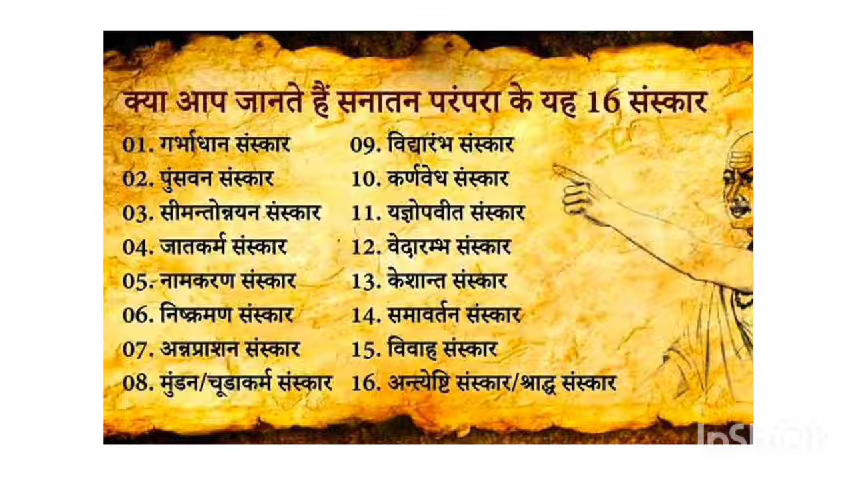 क्या आप जानते हैं सनातन परंपरा के यह 16 संस्कार
01. गर्भाधान संस्कार
02. पुंसवन संस्कार
03. सीमन्तोन्नयन संस्कार
04. जातकर्म संस्कार
05. नामकरण संस्कार
06. निष्क्रमण संस्कार
07. अन्नप्राशन संस्कार
08. मुंडन/चूडाकर्म संस्कार
09. विद्यारंभ संस्कार
10. कर्णवेध संस्कार
11. यज्ञोपवीत संस्कार
12. वेदारम्भ संस्कार
13. केशान्त संस्कार
14. समावर्तन संस्कार
15. विवाह संस्कार
16. अन्त्येष्टि संस्कार/श्राद्ध संस्कार
InShOt